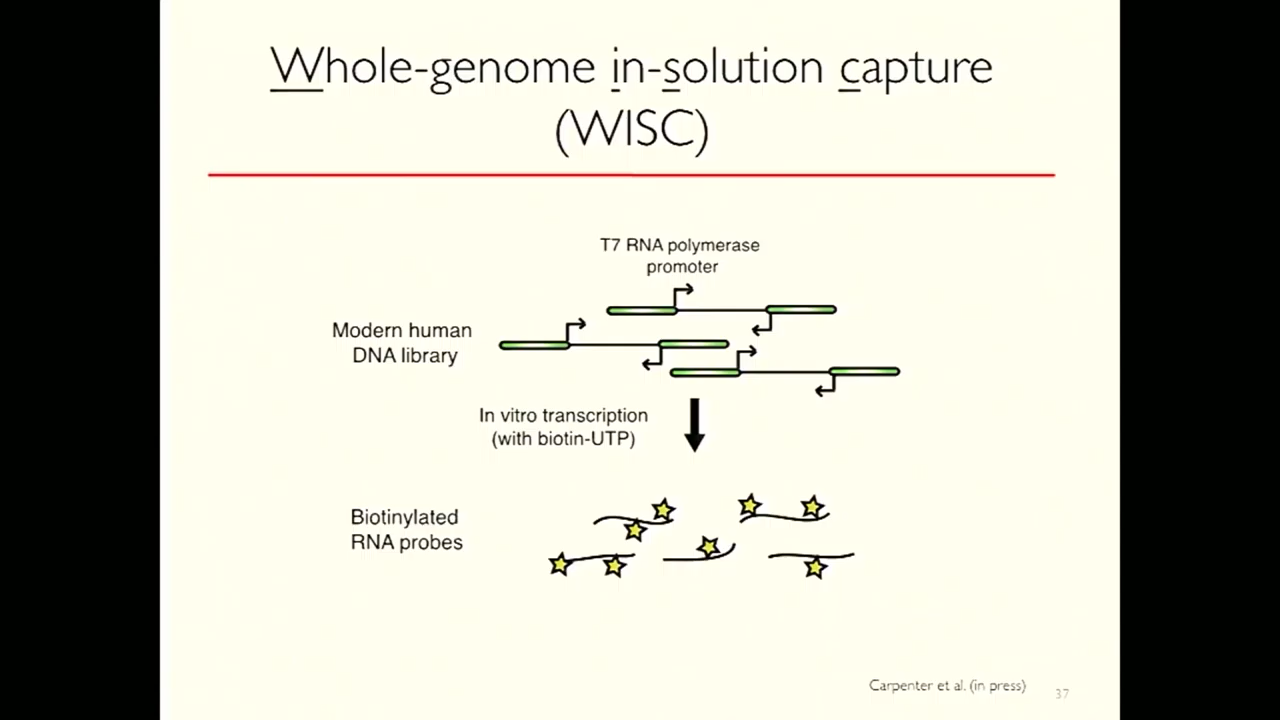 Whole-genome in-solution capture
(WISC)
T7 RNA polymerase
promoter
Modern human
DNA library
In vitro transcription
(with biotin-UTP)
Biotinylated
RNA probes
Carpenter et al. (in press)
37